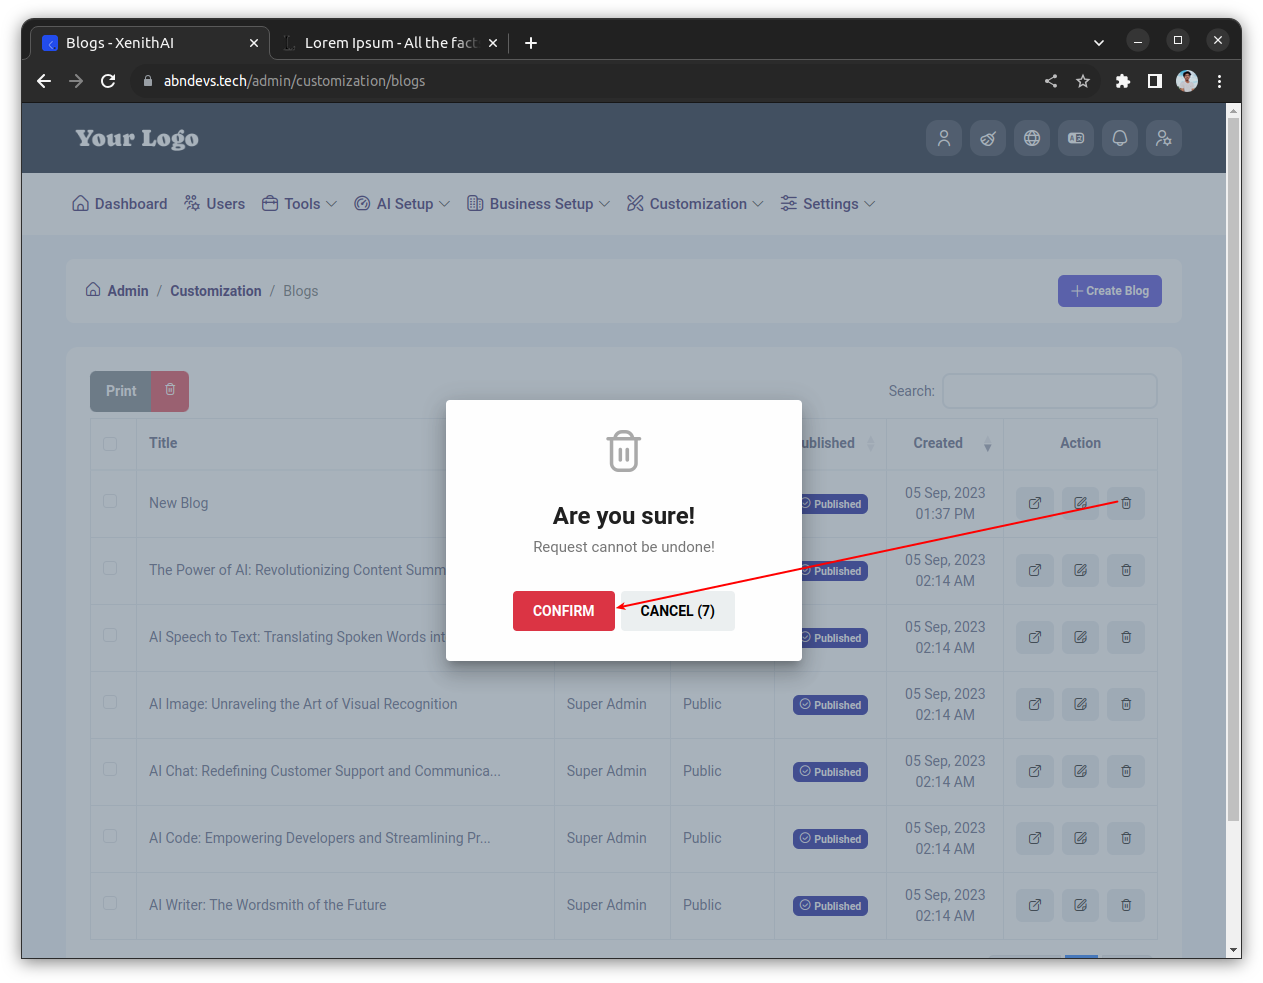 Blogs - XenithAI
Lorem Ipsum - All the fact
abndevs.tech/admin/customization/blogs
Your Logo
Dashboard Users Tools AI Setup Business Setup Customization Settings
Admin / Customization / Blogs
Create Blog
Print
Search:
Title
Created
Action
New Blog
Published
05 Sep, 2023
01:37 PM
The Power of AI: Revolutionizing Content Summ
Published
05 Sep, 2023
02:14 AM
AI Speech to Text: Translating Spoken Words
Published
05 Sep, 2023
02:14 AM
Are you sure!
Request cannot be undone!
CONFIRM
CANCEL (7)
AI Image: Unraveling the Art of Visual Recognition
Super Admin
Public
Published
05 Sep, 2023
02:14 AM
AI Chat: Redefining Customer Support and Communica...
Super Admin
Public
Published
05 Sep, 2023
02:14 AM
AI Code: Empowering Developers and Streamlining Pr...
Super Admin
Public
Published
05 Sep, 2023
02:14 AM
AI Writer: The Wordsmith of the Future
Super Admin
Public
Published
05 Sep, 2023
02:14 AM